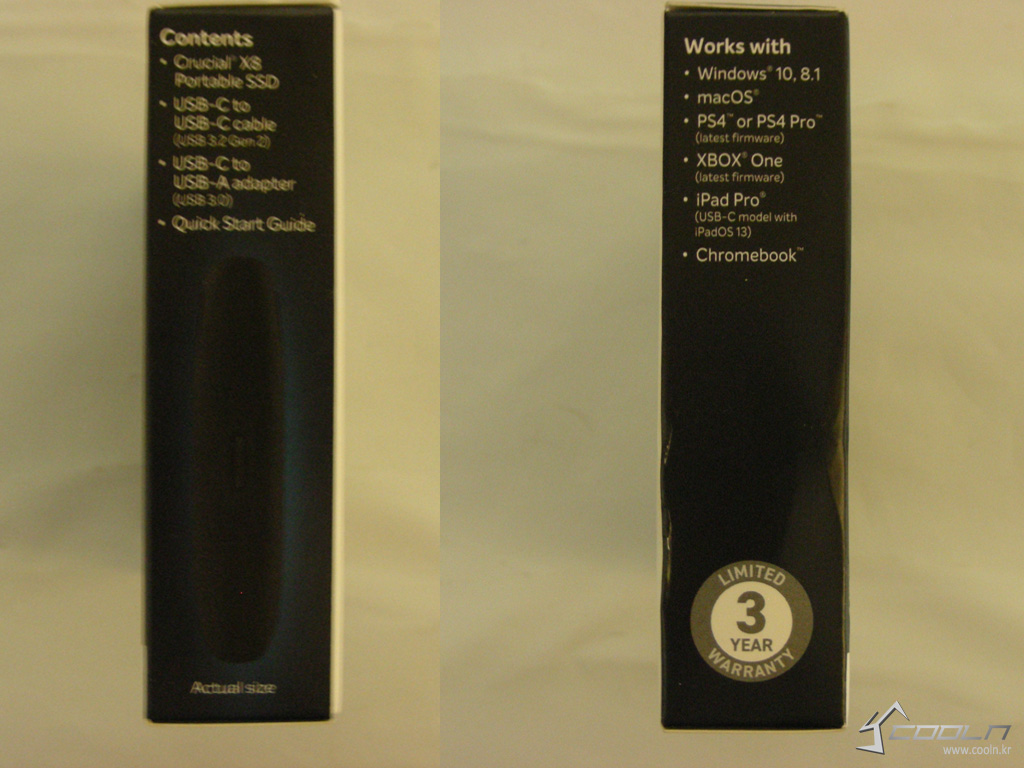 Contents
• Crucial® X8
Portable SSD
• USB-C to
USB-C cable
(USB 3.2 Gen 2)
• USB-C to
USB-A adapter
(USB 3.0)
• Quick Start Guide
Actual size
Works with
• Windows® 10, 8.1
• macOS®
• PS4™ or PS4 Pro™
(latest firmware)
• XBOX® One
(latest firmware)
• iPad Pro®
(USB-C model with
iPadOS 13)
• Chromebook™
LIMITED
3
YEAR
WARRANTY
COOLN
www.cooln.kr